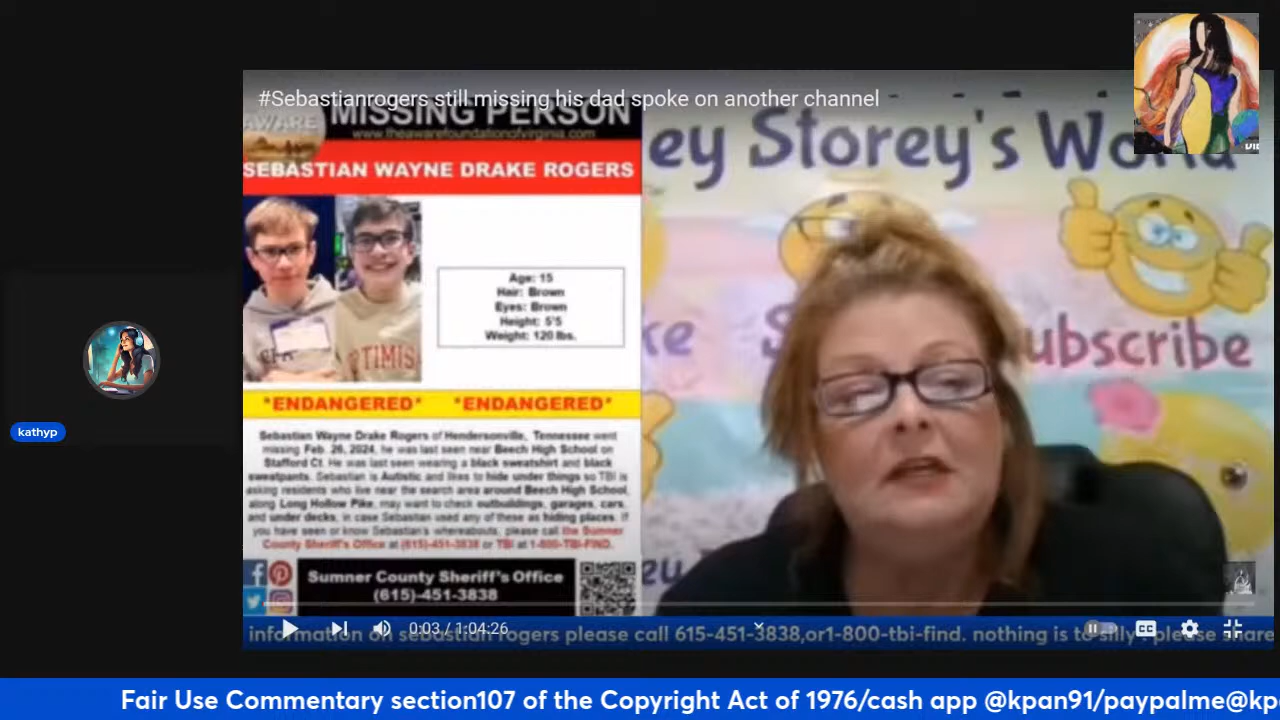 #Sebastianrogers still missing his dad spoke on another channel
AWARE
MISSING PERSON
www.theawarefoundationofvirginia.com
SEBASTIAN WAYNE DRAKE ROGERS
Age: 15
Hair: Brown
Eyes: Brown
Height: 5'5
Weight: 120 lbs.
*ENDANGERED* *ENDANGERED*
Sebastian Wayne Drake Rogers of Hendersonville, Tennessee went
missing Feb. 26, 2024, he was last seen near Beech High School on
Stafford Ct. He was last seen wearing a black sweatshirt and black
sweatpants. Sebastian is Autistic and likes to hide under things so TBI is
asking residents who live near the search area around Beech High School,
along Long Hollow Pike, may want to check outbuildings, garages, cars,
and under decks, in case Sebastian used any of these as hiding places. If
you have seen or know Sebastian's whereabouts, please call the Sumner
County Sheriff's Office at (615)-451-3838 or TBI at 1-800-TBI-FIND.
Sumner County Sheriff's Office
(615)-451-3838
ey Storey's Wo
ke
ubscribe
kathyp
0:03 / 1:04:26
CC
information on sebastian rogers please call 615-451-3838,or1-800-tbi-find. nothing is to silly . please share
Fair Use Commentary section107 of the Copyright Act of 1976/cash app @kpan91/paypalme@kp